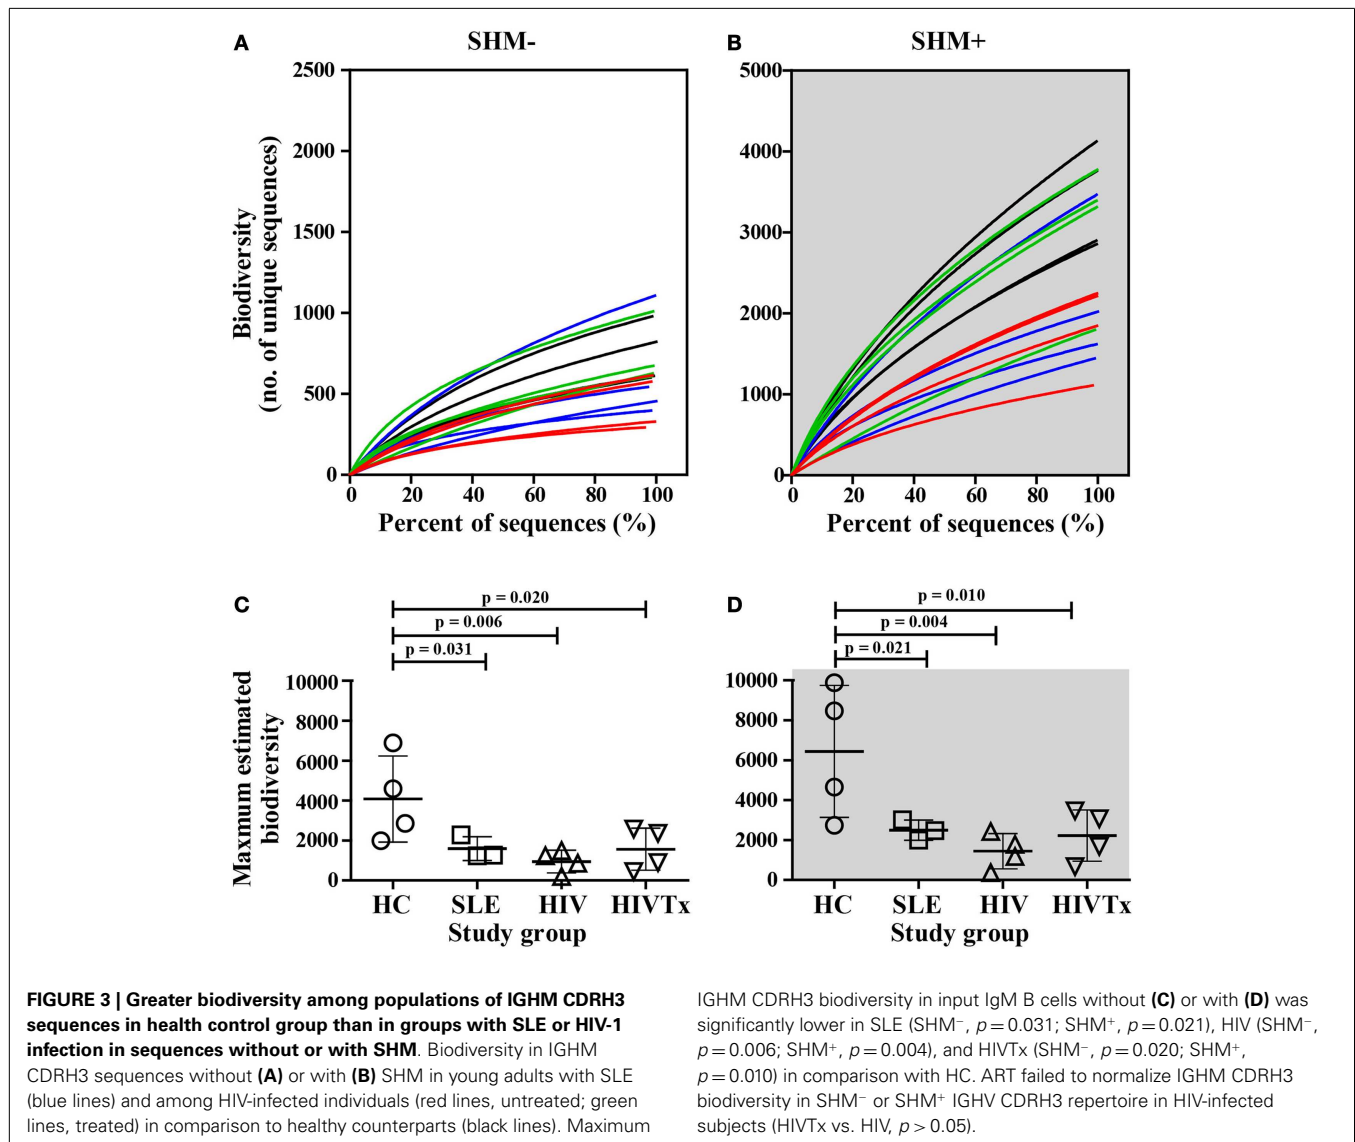 A
SHM-
B
SHM+
2500
2000
1500
1000
500
0
Biodiversity
(no. of unique sequences)
0 20 40 60 80 100
Percent of sequences (%)
5000
4000
3000
2000
1000
0
0 20 40 60 80 100
Percent of sequences (%)
C
p = 0.020
p = 0.006
p = 0.031
10000
8000
6000
4000
2000
0
Maxmum estimated
biodiversity
HC SLE HIV HIVTx
Study group
D
p = 0.010
p = 0.004
p = 0.021
10000
8000
6000
4000
2000
0
HC SLE HIV HIVTx
Study group
FIGURE 3 | Greater biodiversity among populations of IGHM CDRH3
sequences in health control group than in groups with SLE or HIV-1
infection in sequences without or with SHM. Biodiversity in IGHM
CDRH3 sequences without (A) or with (B) SHM in young adults with SLE
(blue lines) and among HIV-infected individuals (red lines, untreated; green
lines, treated) in comparison to healthy counterparts (black lines). Maximum
IGHM CDRH3 biodiversity in input IgM B cells without (C) or with (D) was
significantly lower in SLE (SHM⁻, p = 0.031; SHM⁺, p = 0.021), HIV (SHM⁻,
p = 0.006; SHM⁺, p = 0.004), and HIVTx (SHM⁻, p = 0.020; SHM⁺,
p = 0.010) in comparison with HC. ART failed to normalize IGHM CDRH3
biodiversity in SHM⁻ or SHM⁺ IGHV CDRH3 repertoire in HIV-infected
subjects (HIVTx vs. HIV, p > 0.05).